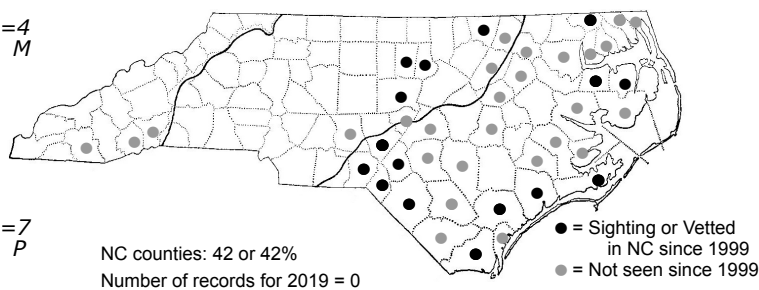 =4
M
=7
P
NC counties: 42 or 42%
Number of records for 2019 = 0
= Sighting or Vetted
in NC since 1999
= Not seen since 1999